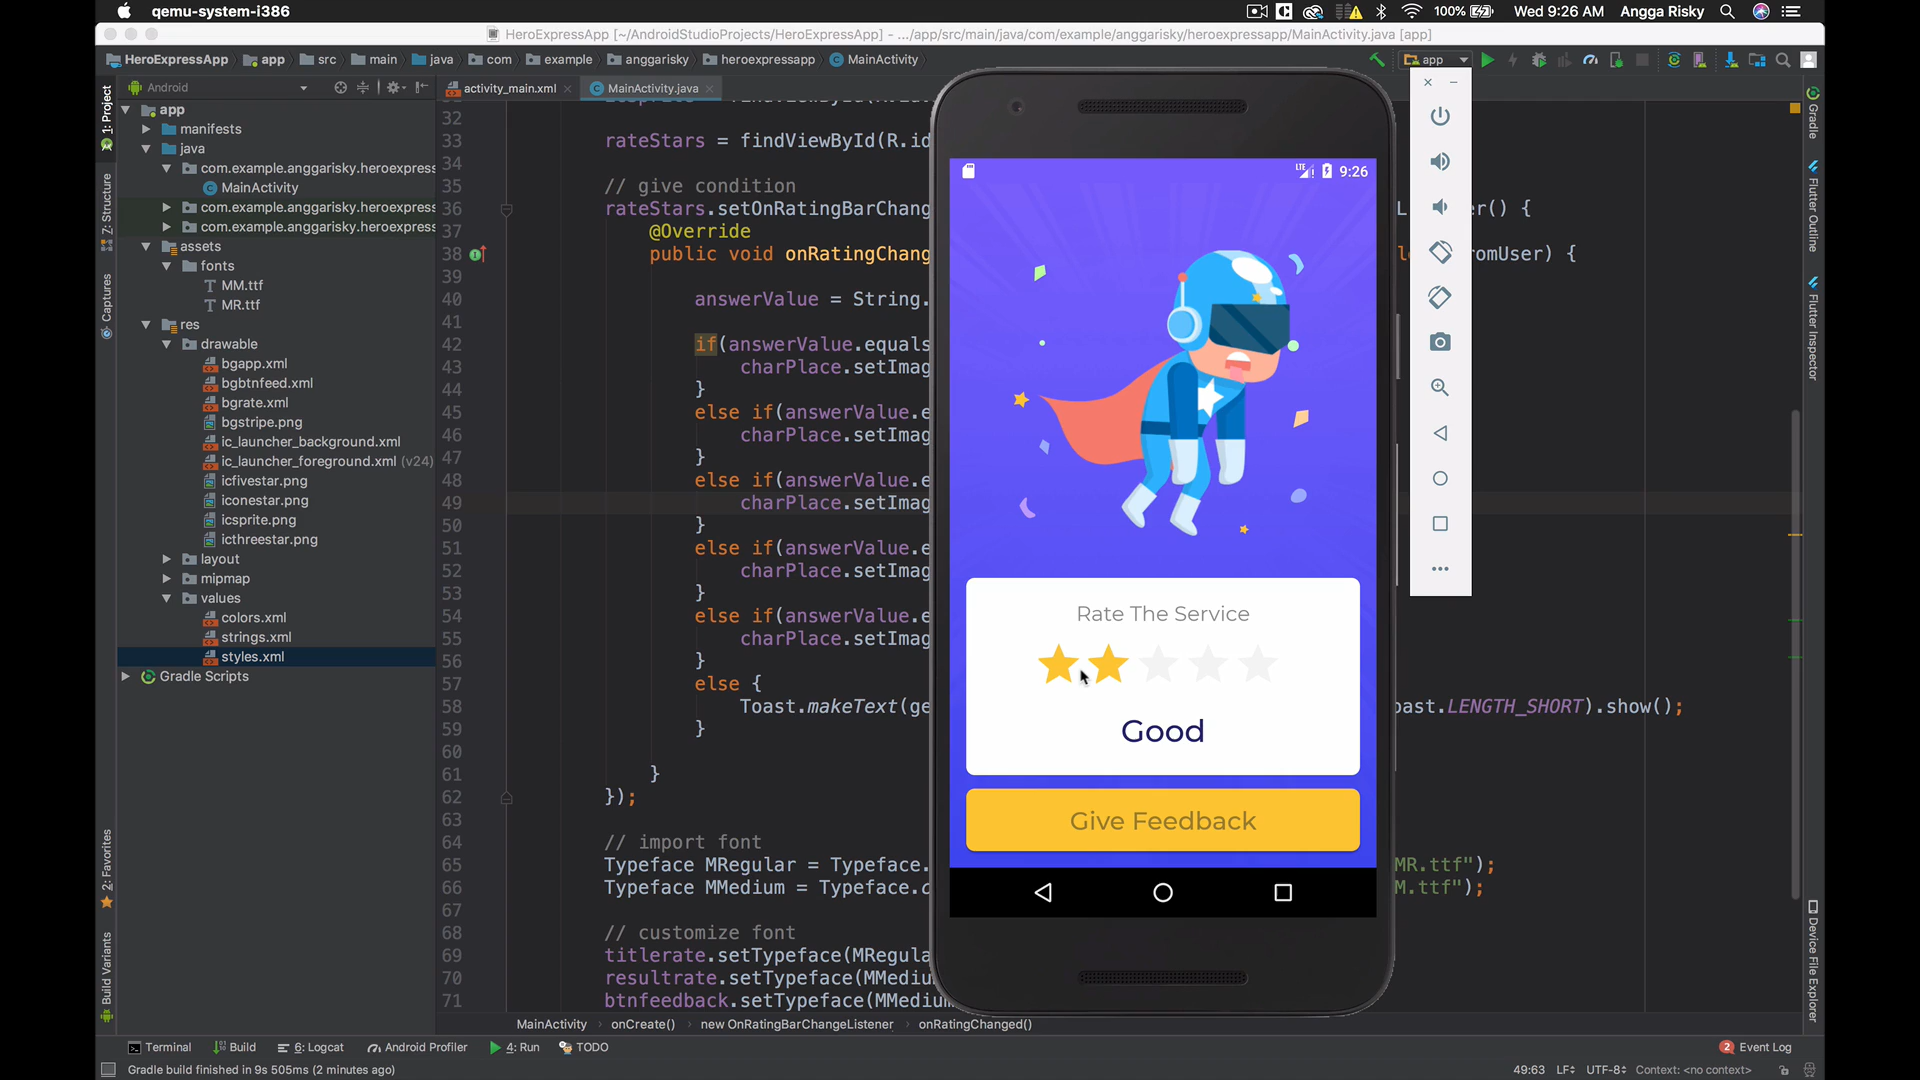 qemu-system-i386
100%
Wed 9:26 AM
Angga Risky
HeroExpressApp [~/AndroidStudioProjects/HeroExpressApp] - .../app/src/main/java/com/example/anggarisky/heroexpressapp/MainActivity.java [app]
HeroExpressApp
app
src
main
java
com
example
anggarisky
heroexpressapp
MainActivity
app
Android
activity_main.xml
MainActivity.java
1: Project
Z: Structure
Captures
2: Favorites
Build Variants
app
manifests
java
com.example.anggarisky.heroexpress
MainActivity
com.example.anggarisky.heroexpress
com.example.anggarisky.heroexpress
assets
fonts
MM.ttf
MR.ttf
res
drawable
bgapp.xml
bgbtnfeed.xml
bgrate.xml
bgstripe.png
ic_launcher_background.xml
ic_launcher_foreground.xml (v24)
icfivestar.png
iconestar.png
icsprite.png
icthreestar.png
layout
mipmap
values
colors.xml
strings.xml
styles.xml
Gradle Scripts
32
33 rateStars = findViewById(R.id
34
35 // give condition
36 rateStars.setOnRatingBarChang
() {
37 @Override
38 public void onRatingChang
romUser) {
39
40 answerValue = String.
41
42 if(answerValue.equals
43 charPlace.setImag
44 }
45 else if(answerValue.e
46 charPlace.setImag
47 }
48 else if(answerValue.e
49 charPlace.setImag
50 }
51 else if(answerValue.e
52 charPlace.setImag
53 }
54 else if(answerValue.e
55 charPlace.setImag
56 }
57 else {
58 Toast.makeText(ge
oast.LENGTH_SHORT).show();
59 }
60
61 }
62 });
63
64 // import font
65 Typeface MRegular = Typeface.
MR.ttf");
66 Typeface MMedium = Typeface.c
M.ttf");
67
68 // customize font
69 titlerate.setTypeface(MRegula
70 resultrate.setTypeface(MMediu
71 btnfeedback.setTypeface(MMedium
LTE
9:26
Rate The Service
Good
Give Feedback
Gradle
Flutter Outline
Flutter Inspector
Device File Explorer
MainActivity
onCreate()
new OnRatingBarChangeListener
onRatingChanged()
Terminal
Build
6: Logcat
Android Profiler
4: Run
TODO
2 Event Log
Gradle build finished in 9s 505ms (2 minutes ago)
49:63
LF
UTF-8
Context: <no context>